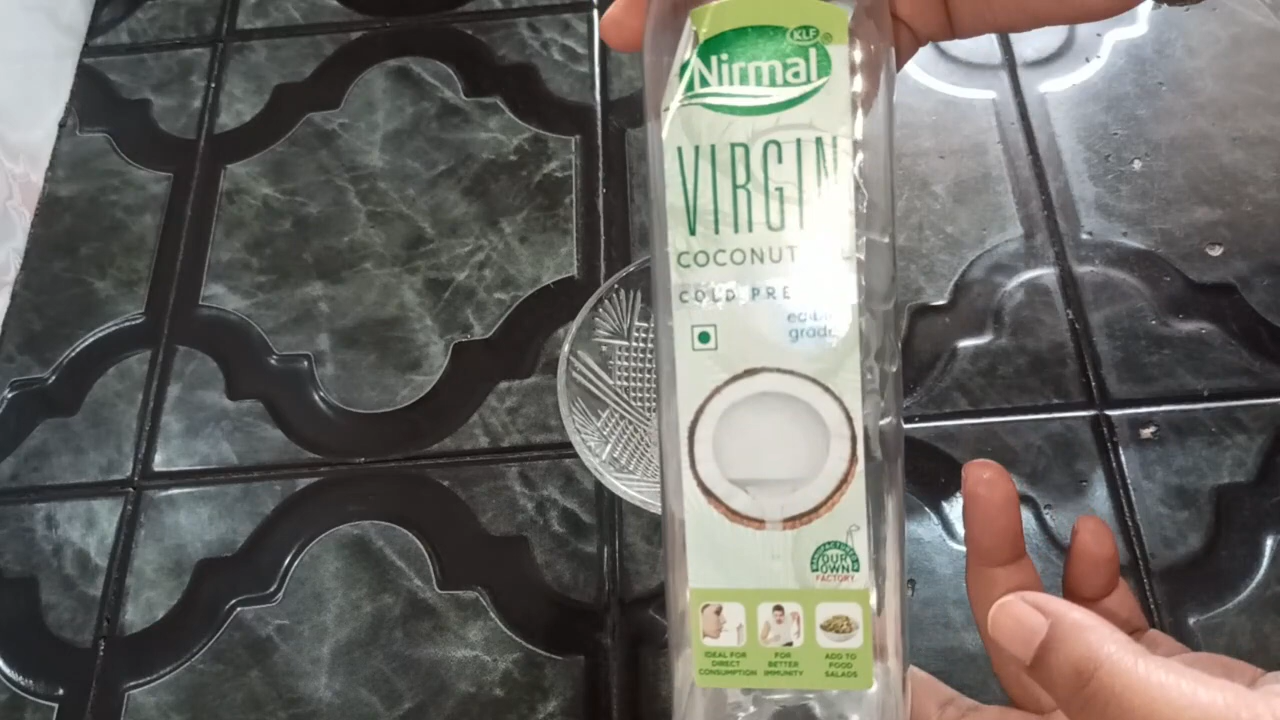 KLF
Nirmal
VIRGIN
COCONUT
COLD PRE
grade
MANUFACTURED
OUR
OWN
FACTORY
IDEAL FOR
DIRECT
CONSUMPTION
FOR
BETTER
IMMUNITY
ADD TO
FOOD
SALADS